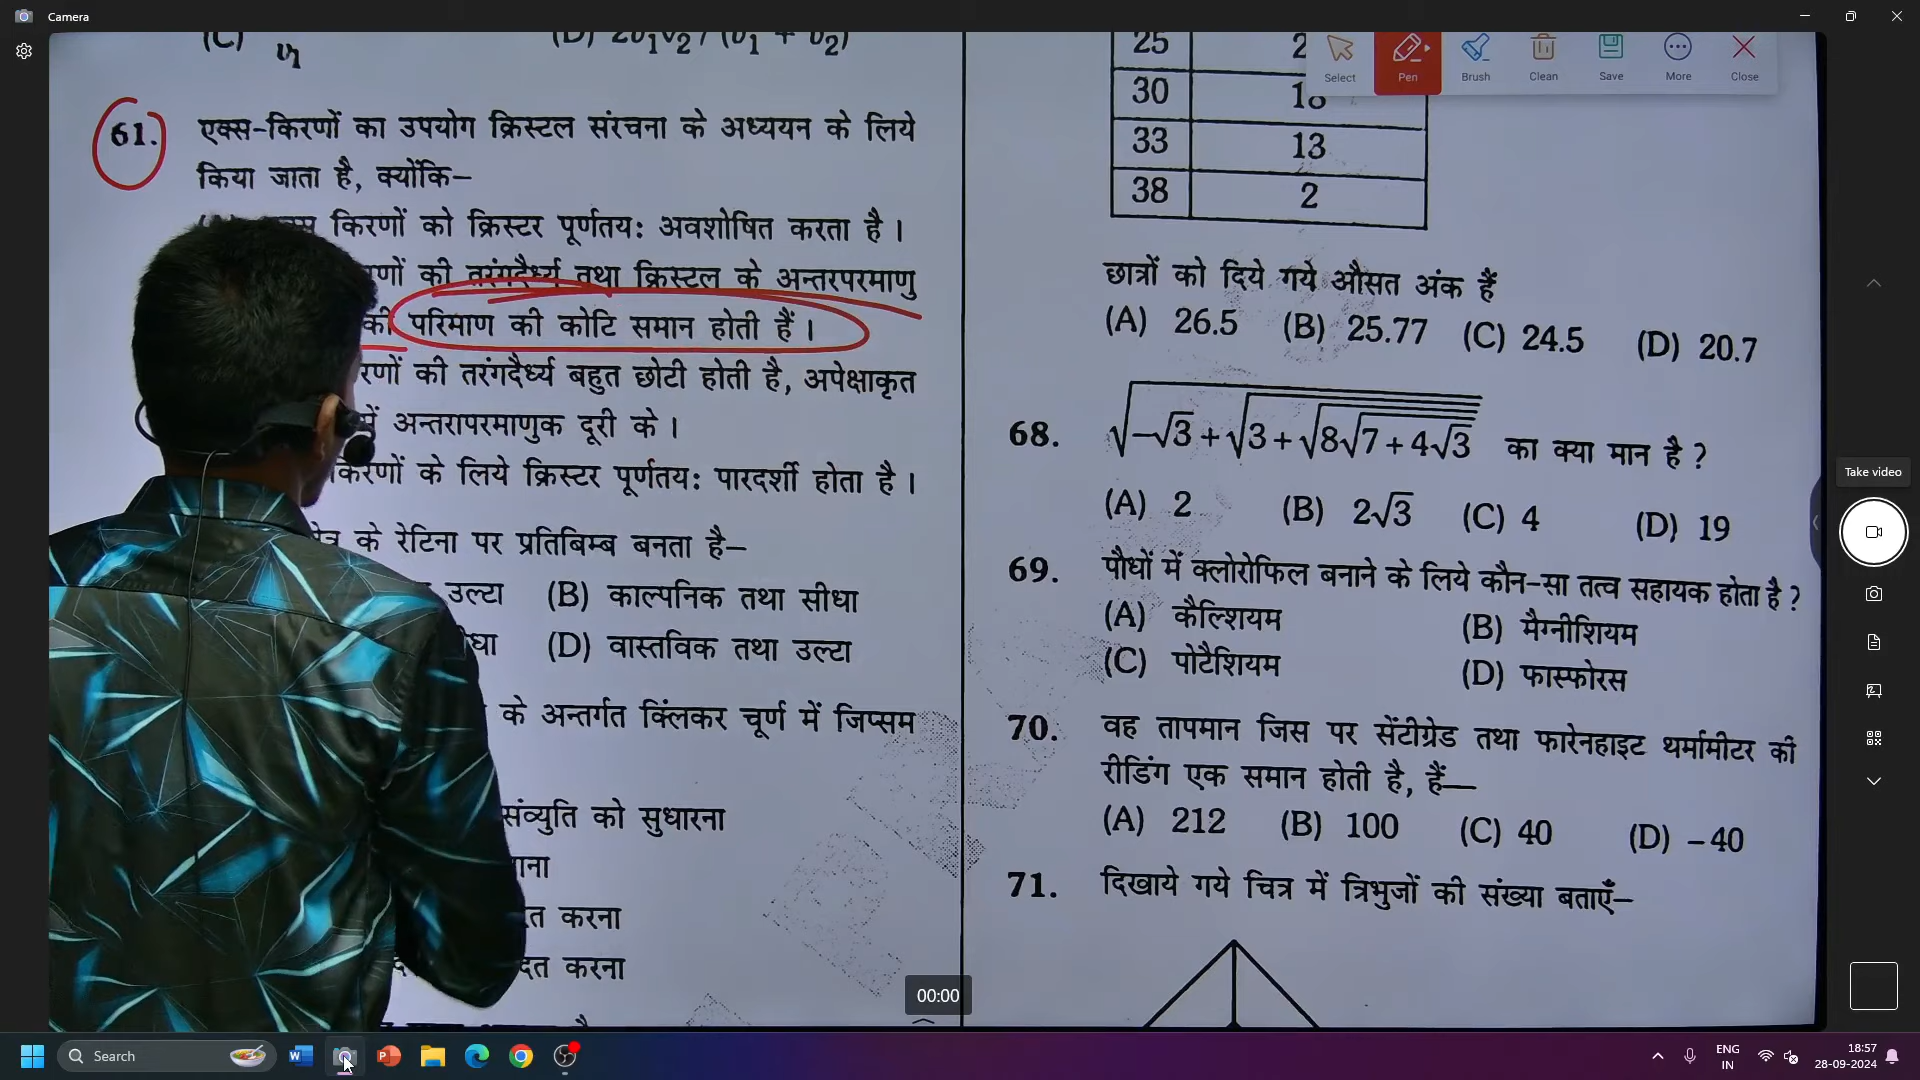 Camera
(C) υ₁
(D) 2υ₁υ₂ / (υ₁ + υ₂)
61. एक्स-किरणों का उपयोग क्रिस्टल संरचना के अध्ययन के लिये
किया जाता है, क्योंकि–
किरणों को क्रिस्टर पूर्णतय: अवशोषित करता है ।
की तरंगदैर्ध्य तथा क्रिस्टल के अन्तरपरमाणु
की परिमाण की कोटि समान होती हैं ।
की तरंगदैर्ध्य बहुत छोटी होती है, अपेक्षाकृत
अन्तरापरमाणुक दूरी के ।
किरणों के लिये क्रिस्टर पूर्णतय: पारदर्शी होता है ।
के रेटिना पर प्रतिबिम्ब बनता है–
उल्टा (B) काल्पनिक तथा सीधा
(D) वास्तविक तथा उल्टा
के अन्तर्गत क्लिंकर चूर्ण में जिप्सम
संव्युति को सुधारना
करना
करना
25
30 18
33 13
38 2
छात्रों को दिये गये औसत अंक हैं
(A) 26.5 (B) 25.77 (C) 24.5 (D) 20.7
68. √(−√3 + √(3 + √(8√(7 + 4√3)))) का क्या मान है ?
(A) 2 (B) 2√3 (C) 4 (D) 19
69. पौधों में क्लोरोफिल बनाने के लिये कौन-सा तत्व सहायक होता है ?
(A) कैल्शियम (B) मैग्नीशियम
(C) पोटैशियम (D) फास्फोरस
70. वह तापमान जिस पर सेंटीग्रेड तथा फारेनहाइट थर्मामीटर की
रीडिंग एक समान होती है, हैं—
(A) 212 (B) 100 (C) 40 (D) – 40
71. दिखाये गये चित्र में त्रिभुजों की संख्या बताएँ–
Select Pen Brush Clean Save More Close
Take video
00:00
Search
ENG
IN
18:57
28-09-2024